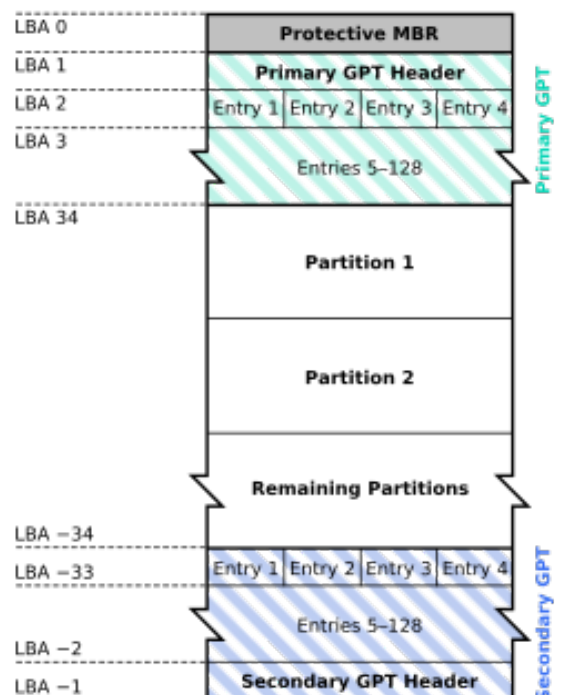 LBA 0
Protective MBR
LBA 1
Primary GPT Header
LBA 2
Entry 1 Entry 2 Entry 3 Entry 4
LBA 3
Entries 5–128
Primary GPT
LBA 34
Partition 1
Partition 2
Remaining Partitions
LBA −34
LBA −33
Entry 1 Entry 2 Entry 3 Entry 4
Entries 5–128
LBA −2
LBA −1
Secondary GPT Header
econdary GPT